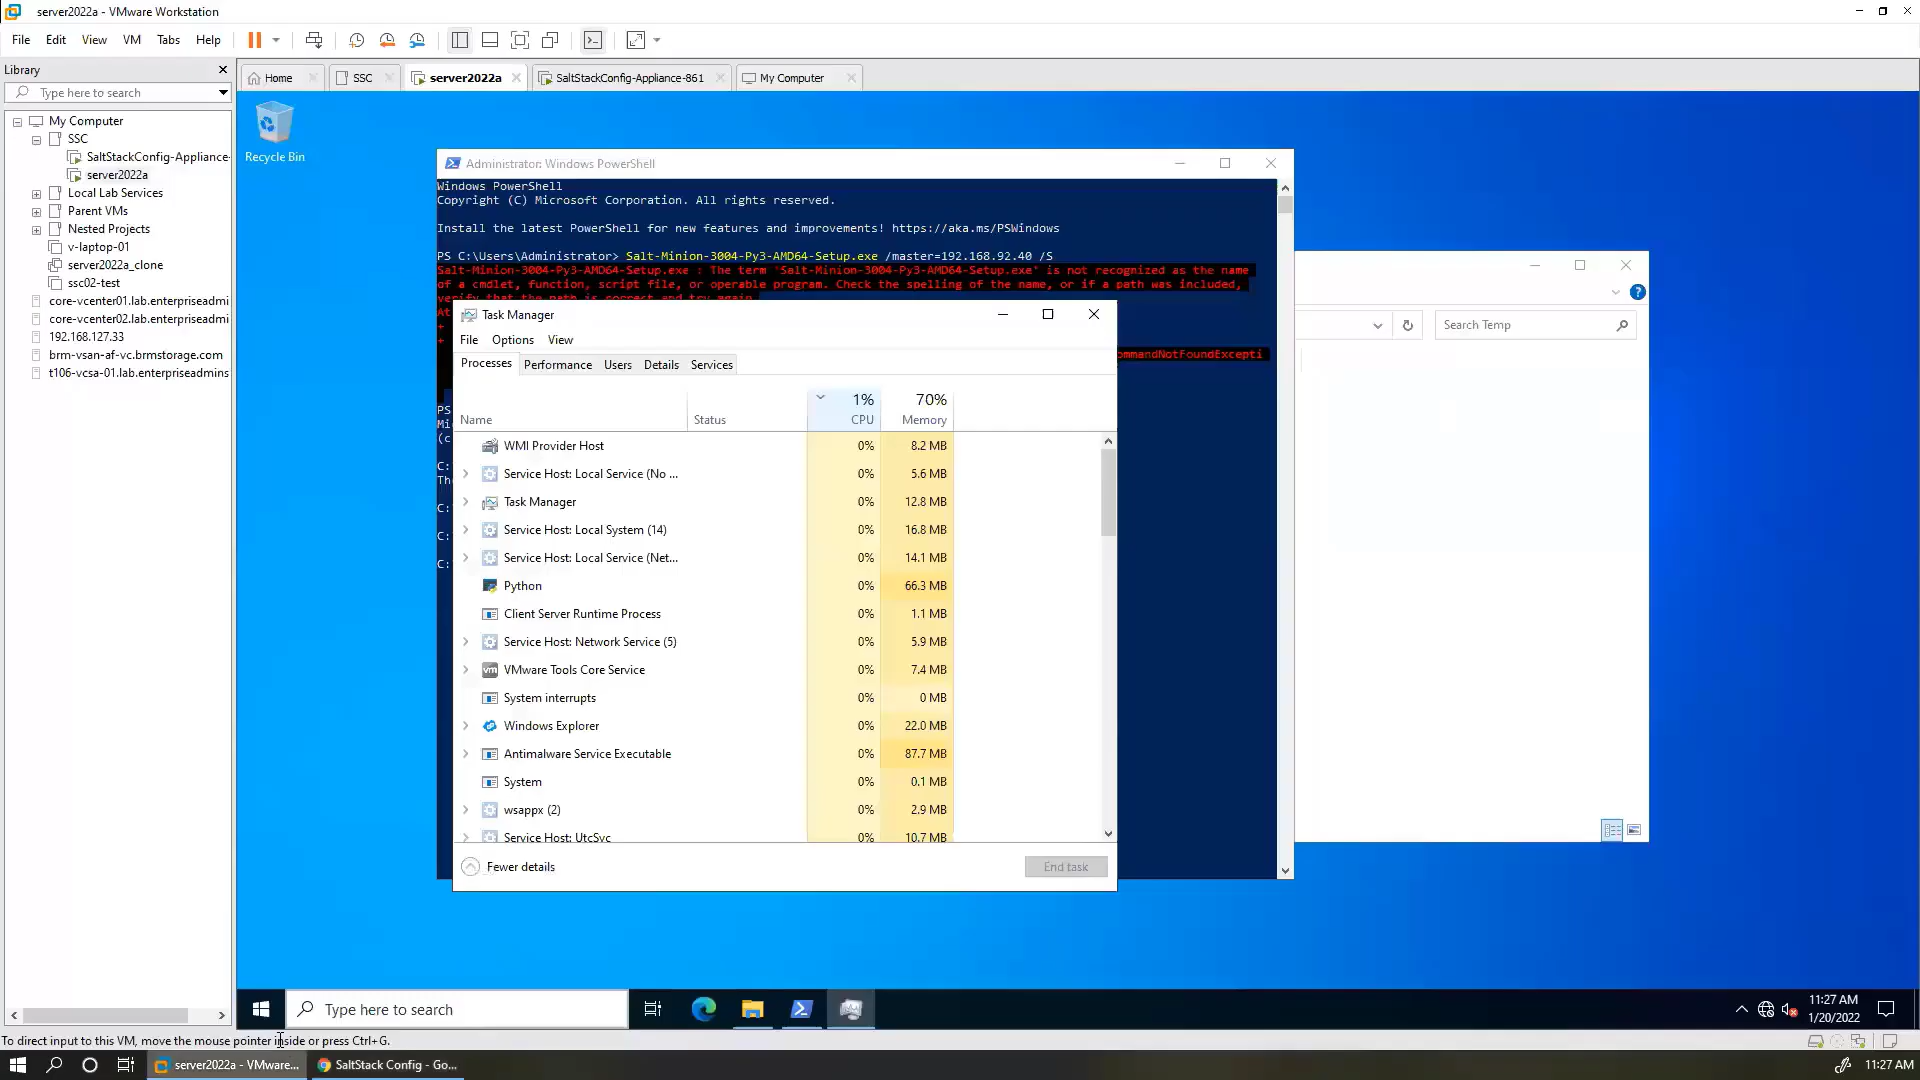 server2022a - VMware Workstation
File Edit View VM Tabs Help
Library
Type here to search
My Computer
SSC
SaltStackConfig-Appliance-
server2022a
Local Lab Services
Parent VMs
Nested Projects
v-laptop-01
server2022a_clone
ssc02-test
core-vcenter01.lab.enterpriseadmi
core-vcenter02.lab.enterpriseadmi
192.168.127.33
brm-vsan-af-vc.brmstorage.com
t106-vcsa-01.lab.enterpriseadmins
Home
SSC
server2022a
SaltStackConfig-Appliance-861
My Computer
Recycle Bin
Administrator: Windows PowerShell
Windows PowerShell
Copyright (C) Microsoft Corporation. All rights reserved.
Install the latest PowerShell for new features and improvements! https://aka.ms/PSWindows
PS C:\Users\Administrator> Salt-Minion-3004-Py3-AMD64-Setup.exe /master=192.168.92.40 /S
Salt-Minion-3004-Py3-AMD64-Setup.exe : The term 'Salt-Minion-3004-Py3-AMD64-Setup.exe' is not recognized as the name
of a cmdlet, function, script file, or operable program. Check the spelling of the name, or if a path was included,
verify that the path is correct and try again.
At
+
+
ommandNotFoundExcepti
PS
Mi
(c
C:
Th
C:
C:
C:
Search Temp
Task Manager
File Options View
Processes Performance Users Details Services
1% 70%
Name Status CPU Memory
WMI Provider Host 0% 8.2 MB
Service Host: Local Service (No ... 0% 5.6 MB
Task Manager 0% 12.8 MB
Service Host: Local System (14) 0% 16.8 MB
Service Host: Local Service (Net... 0% 14.1 MB
Python 0% 66.3 MB
Client Server Runtime Process 0% 1.1 MB
Service Host: Network Service (5) 0% 5.9 MB
VMware Tools Core Service 0% 7.4 MB
System interrupts 0% 0 MB
Windows Explorer 0% 22.0 MB
Antimalware Service Executable 0% 87.7 MB
System 0% 0.1 MB
wsappx (2) 0% 2.9 MB
Service Host: UtcSvc 0% 10.7 MB
Fewer details
End task
Type here to search
11:27 AM
1/20/2022
To direct input to this VM, move the mouse pointer inside or press Ctrl+G.
server2022a - VMware...
SaltStack Config - Go...
11:27 AM